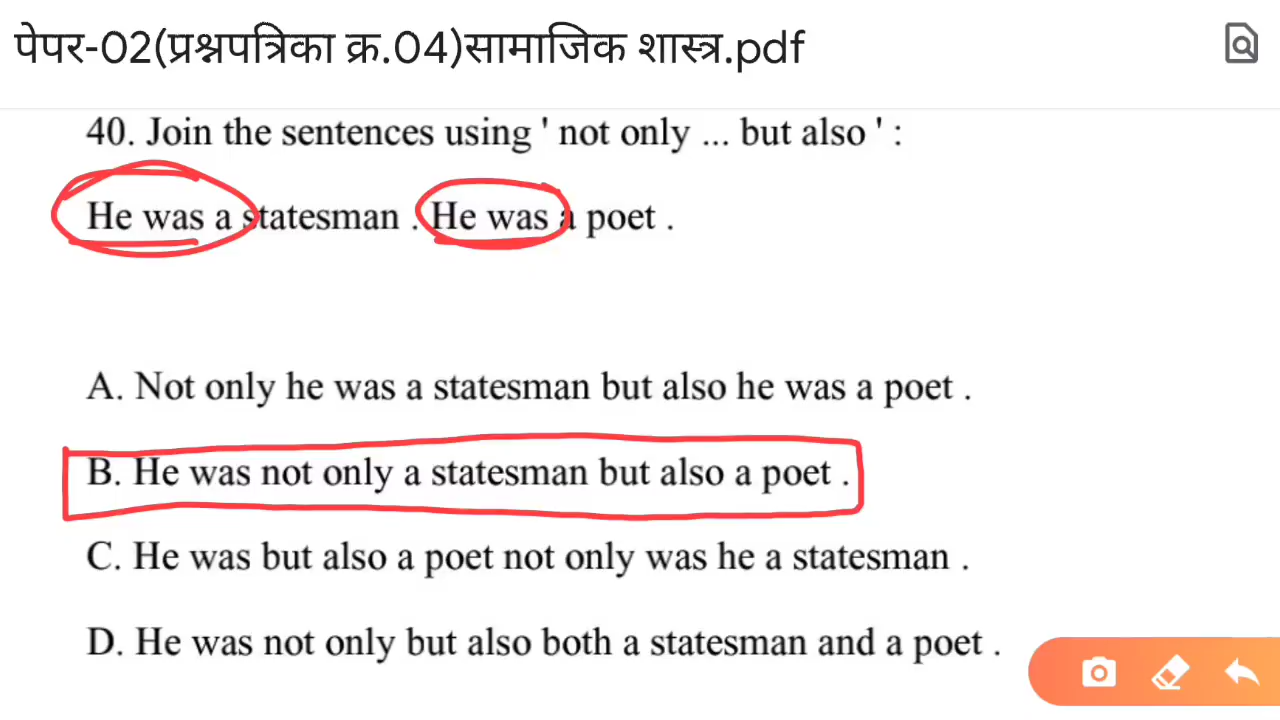 पेपर-02(प्रश्नपत्रिका क्र.04)सामाजिक शास्त्र.pdf
40. Join the sentences using ' not only ... but also ' :
He was a statesman . He was a poet .
A. Not only he was a statesman but also he was a poet .
B. He was not only a statesman but also a poet .
C. He was but also a poet not only was he a statesman .
D. He was not only but also both a statesman and a poet .